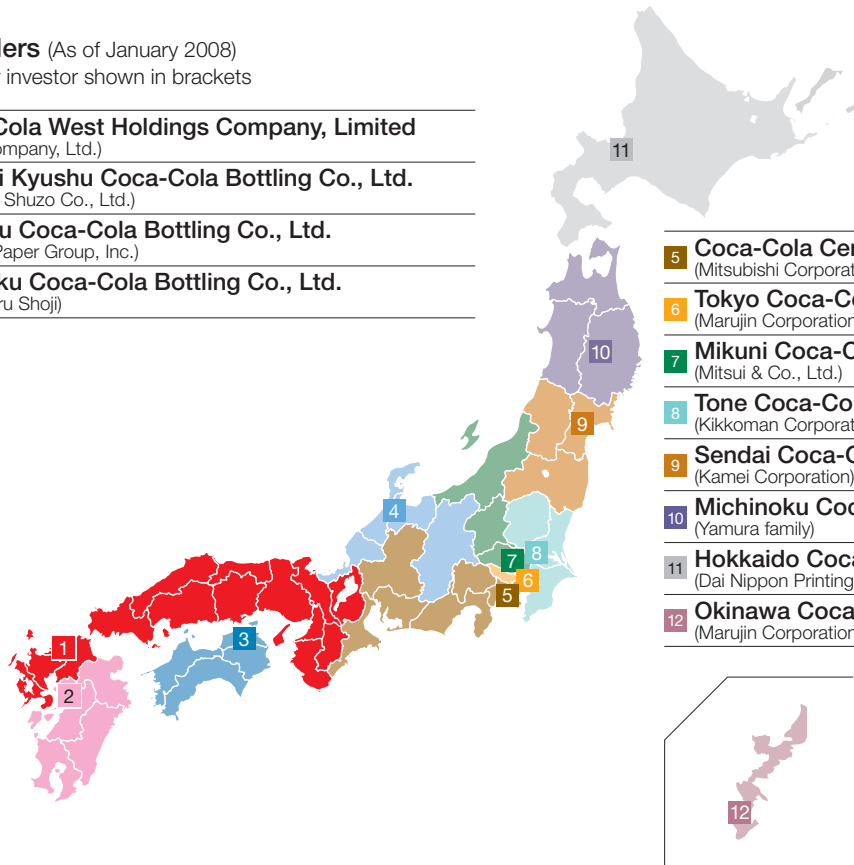 lers (As of January 2008)
investor shown in brackets
Cola West Holdings Company, Limited
ompany, Ltd.)
i Kyushu Coca-Cola Bottling Co., Ltd.
Shuzo Co., Ltd.)
u Coca-Cola Bottling Co., Ltd.
Paper Group, Inc.)
ku Coca-Cola Bottling Co., Ltd.
ru Shoji)
5 Coca-Cola Cen
(Mitsubishi Corporat
6 Tokyo Coca-Co
(Marujin Corporation
7 Mikuni Coca-C
(Mitsui & Co., Ltd.)
8 Tone Coca-Co
(Kikkoman Corporat
9 Sendai Coca-C
(Kamei Corporation)
10 Michinoku Coc
(Yamura family)
11 Hokkaido Coca
(Dai Nippon Printing
12 Okinawa Coca
(Marujin Corporation
11
10
9
4
7
8
6
5
3
1
2
12